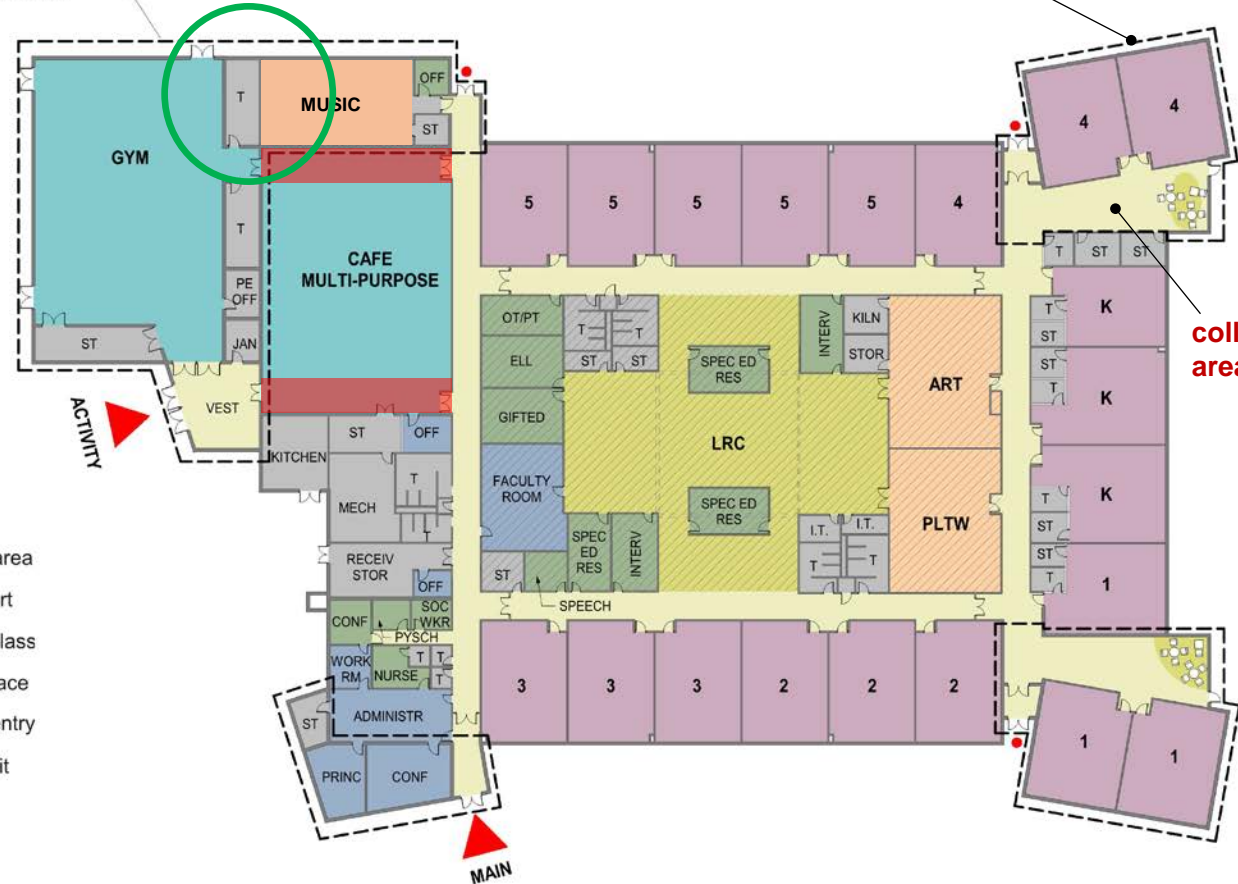 OFF
T
MUSIC
ST
GYM
4
4
5
5
5
5
5
4
T
CAFE
MULTI-PURPOSE
T
ST
ST
PE
OFF
JAN
ST
OT/PT
T
T
ST
ST
ELL
GIFTED
INTERV
KILN
STOR
SPEC ED
RES
ART
T
ST
ST
T
K
K
K
coll
area
VEST
ACTIVITY
ST
OFF
KITCHEN
T
MECH
T
FACULTY
ROOM
LRC
SPEC ED
RES
PLTW
I.T.
I.T.
T
T
T
ST
ST
T
RECEIV
STOR
OFF
ST
SPEC
ED
RES
INTERV
SPEECH
1
area
rt
lass
ace
entry
it
CONF
SOC
WKR
PYSCH
WORK
RM
NURSE
T
T
T
ADMINISTR
ST
PRINC
CONF
3
3
3
2
2
2
1
1
MAIN